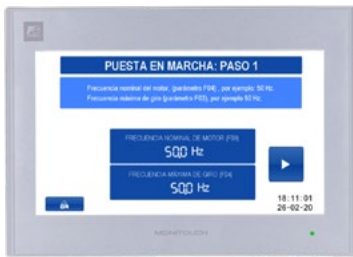 PUESTA EN MARCHA: PASO 1
Frecuencia nominal del motor, (parámetro F04) , por ejemplo: 50 Hz.
Frecuencia máxima de giro (parámetro F03), por ejemplo 50 Hz.
FRECUENCIA NOMINAL DE MOTOR (F04)
50,0 Hz
FRECUENCIA MÁXIMA DE GIRO (F03)
50,0 Hz
18:11:01
26-02-20
MONITOUCH